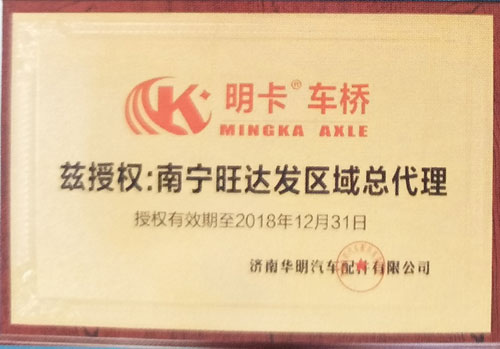 明卡®车桥
MINGKA AXLE
兹授权:南宁旺达发区域总代理
授权有效期至2018年12月31日
济南华明汽车配件有限公司